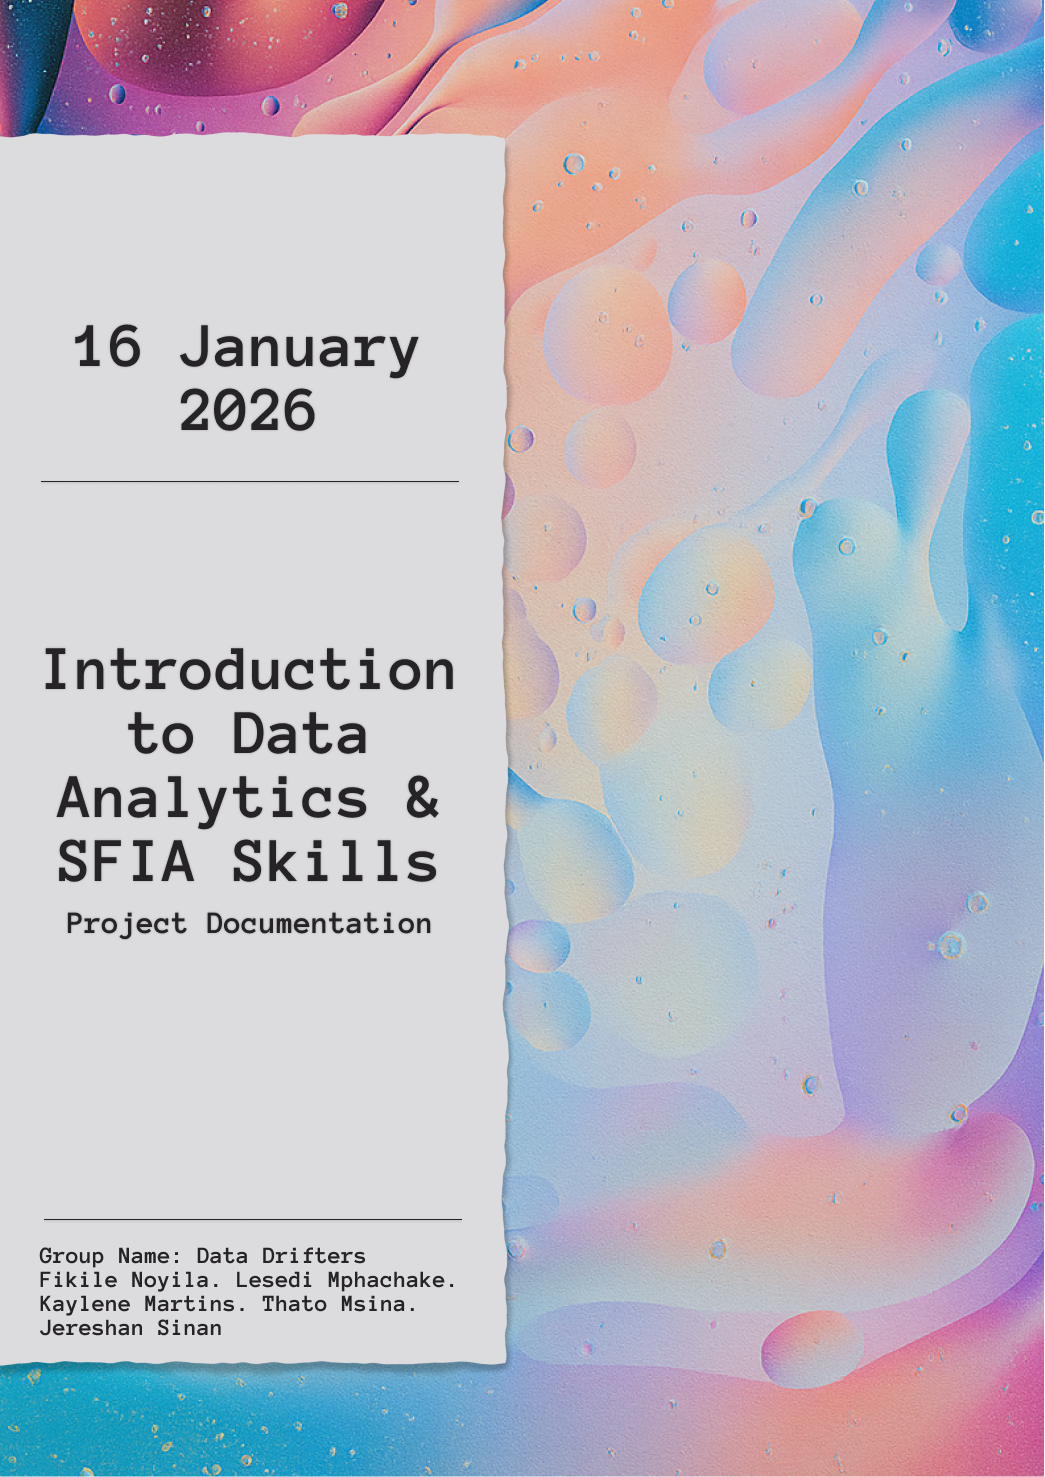 16 January
2026
Introduction
to Data
Analytics &
SFIA Skills
Project Documentation
Group Name: Data Drifters
Fikile Noyila. Lesedi Mphachake.
Kaylene Martins. Thato Msina.
Jereshan Sinan